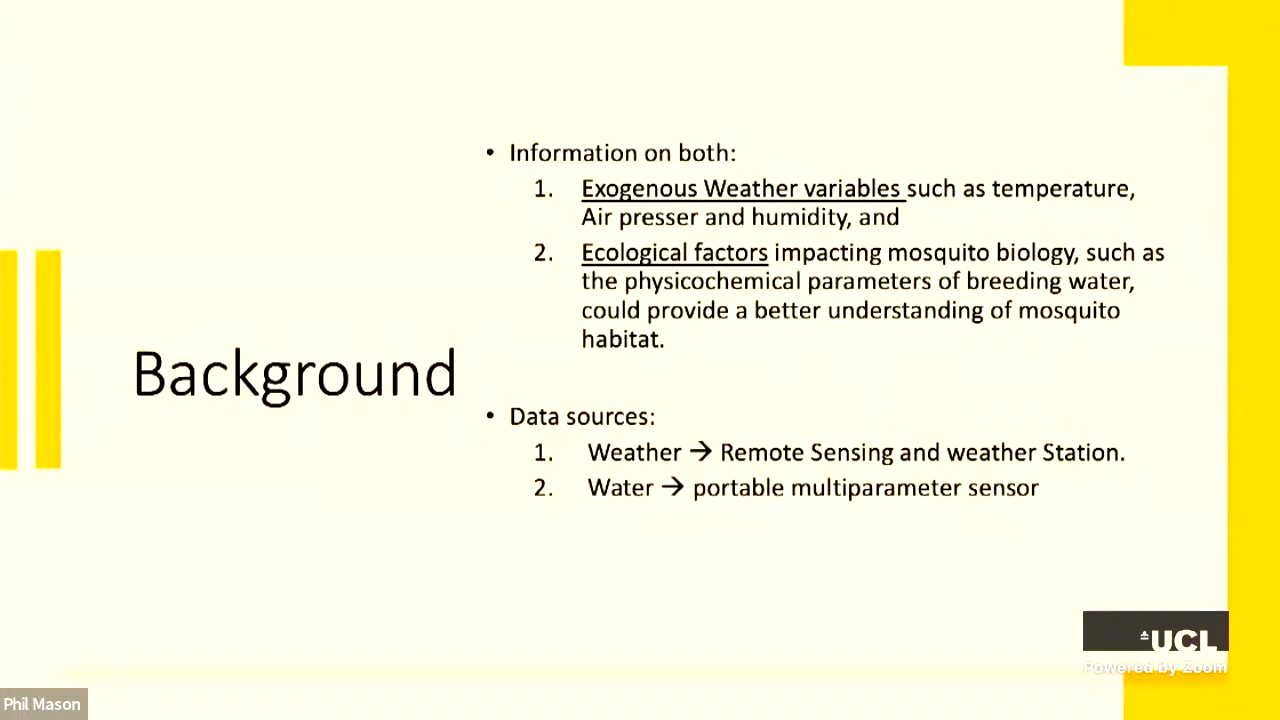 Background
• Information on both:
1. Exogenous Weather variables such as temperature,
Air presser and humidity, and
2. Ecological factors impacting mosquito biology, such as
the physicochemical parameters of breeding water,
could provide a better understanding of mosquito
habitat.
• Data sources:
1. Weather → Remote Sensing and weather Station.
2. Water → portable multiparameter sensor
UCL
Powered by Zoom
Phil Mason